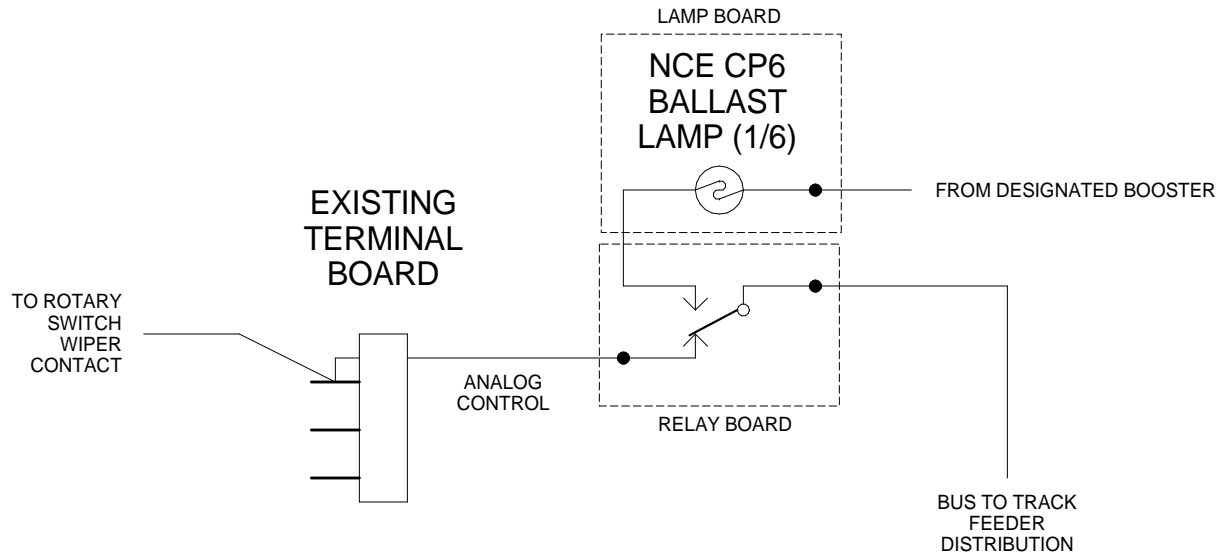 LAMP BOARD
NCE CP6
BALLAST
LAMP (1/6)
FROM DESIGNATED BOOSTER
EXISTING
TERMINAL
BOARD
TO ROTARY
SWITCH
WIPER
CONTACT
ANALOG
CONTROL
RELAY BOARD
BUS TO TRACK
FEEDER
DISTRIBUTION